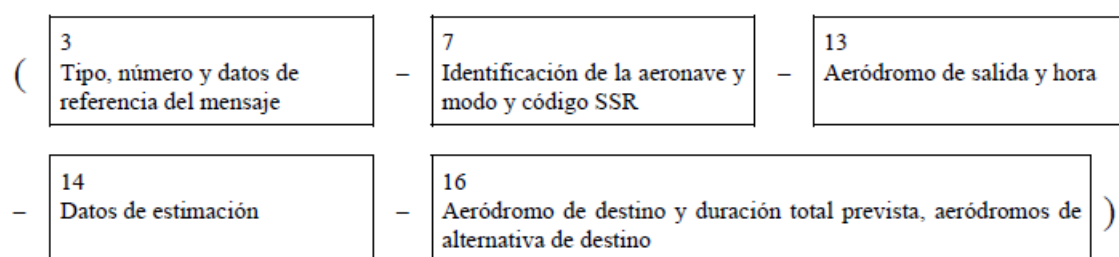 3
Tipo, número y datos de
referencia del mensaje
7
Identificación de la aeronave y
modo y código SSR
13
Aeródromo de salida y hora
14
Datos de estimación
16
Aeródromo de destino y duración total prevista, aeródromos de
alternativa de destino